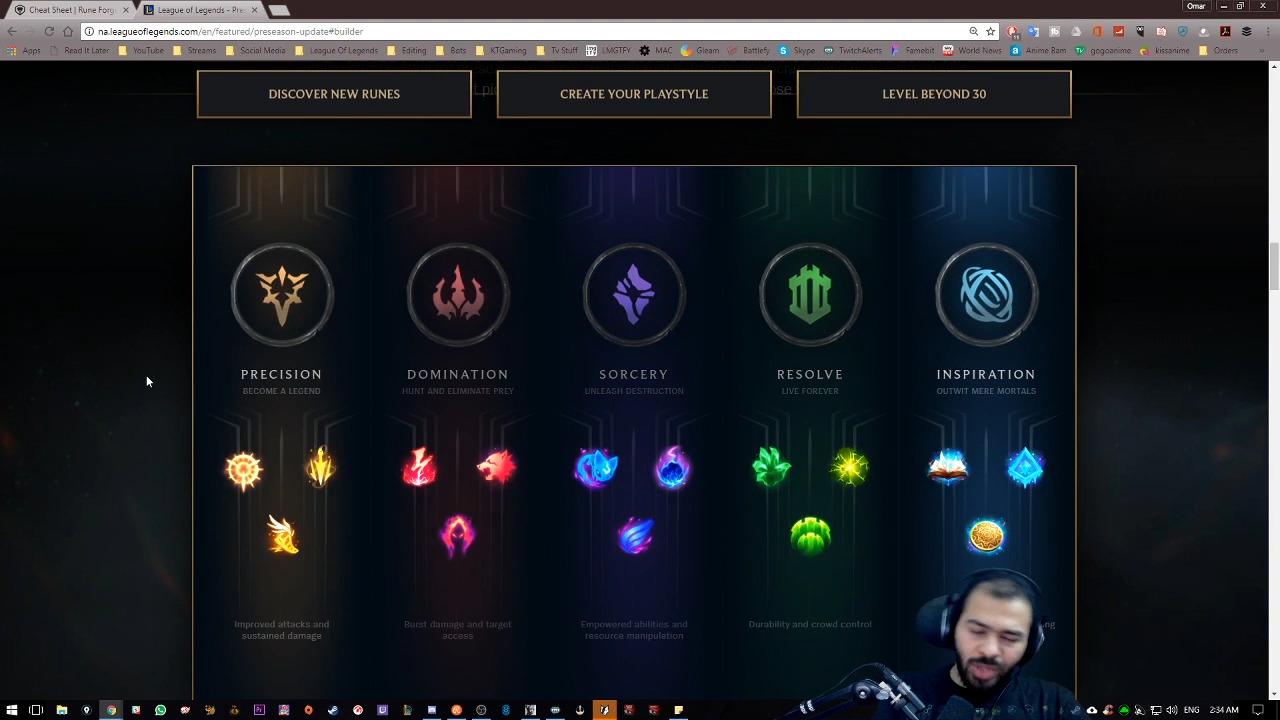 Cheat Sheet | Rune Forg
League of Legends - Pre
Omar
na.leagueoflegends.com/en/featured/preseason-update#builder
Apps Read It Later YouTube Streams Social Media League Of Legends Editing Bots KTGaming Tv Stuff LMGTFY MAC Gleam Battlefy Skype TwitchAlerts Famebit World News Anime Bam gogoanime kissanime Orders
DISCOVER NEW RUNES
CREATE YOUR PLAYSTYLE
LEVEL BEYOND 30
PRECISION
BECOME A LEGEND
DOMINATION
HUNT AND ELIMINATE PREY
SORCERY
UNLEASH DESTRUCTION
RESOLVE
LIVE FOREVER
INSPIRATION
OUTWIT MERE MORTALS
Improved attacks and
sustained damage
Burst damage and target
access
Empowered abilities and
resource manipulation
Durability and crowd control
2:34 AM